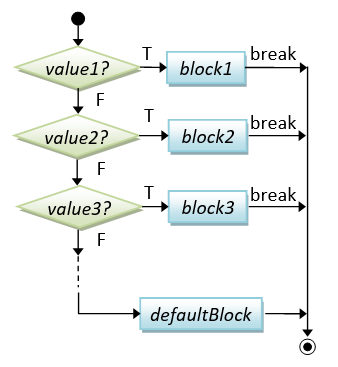 value1? T block1 break
F
value2? T block2 break
F
value3? T block3 break
F
defaultBlock